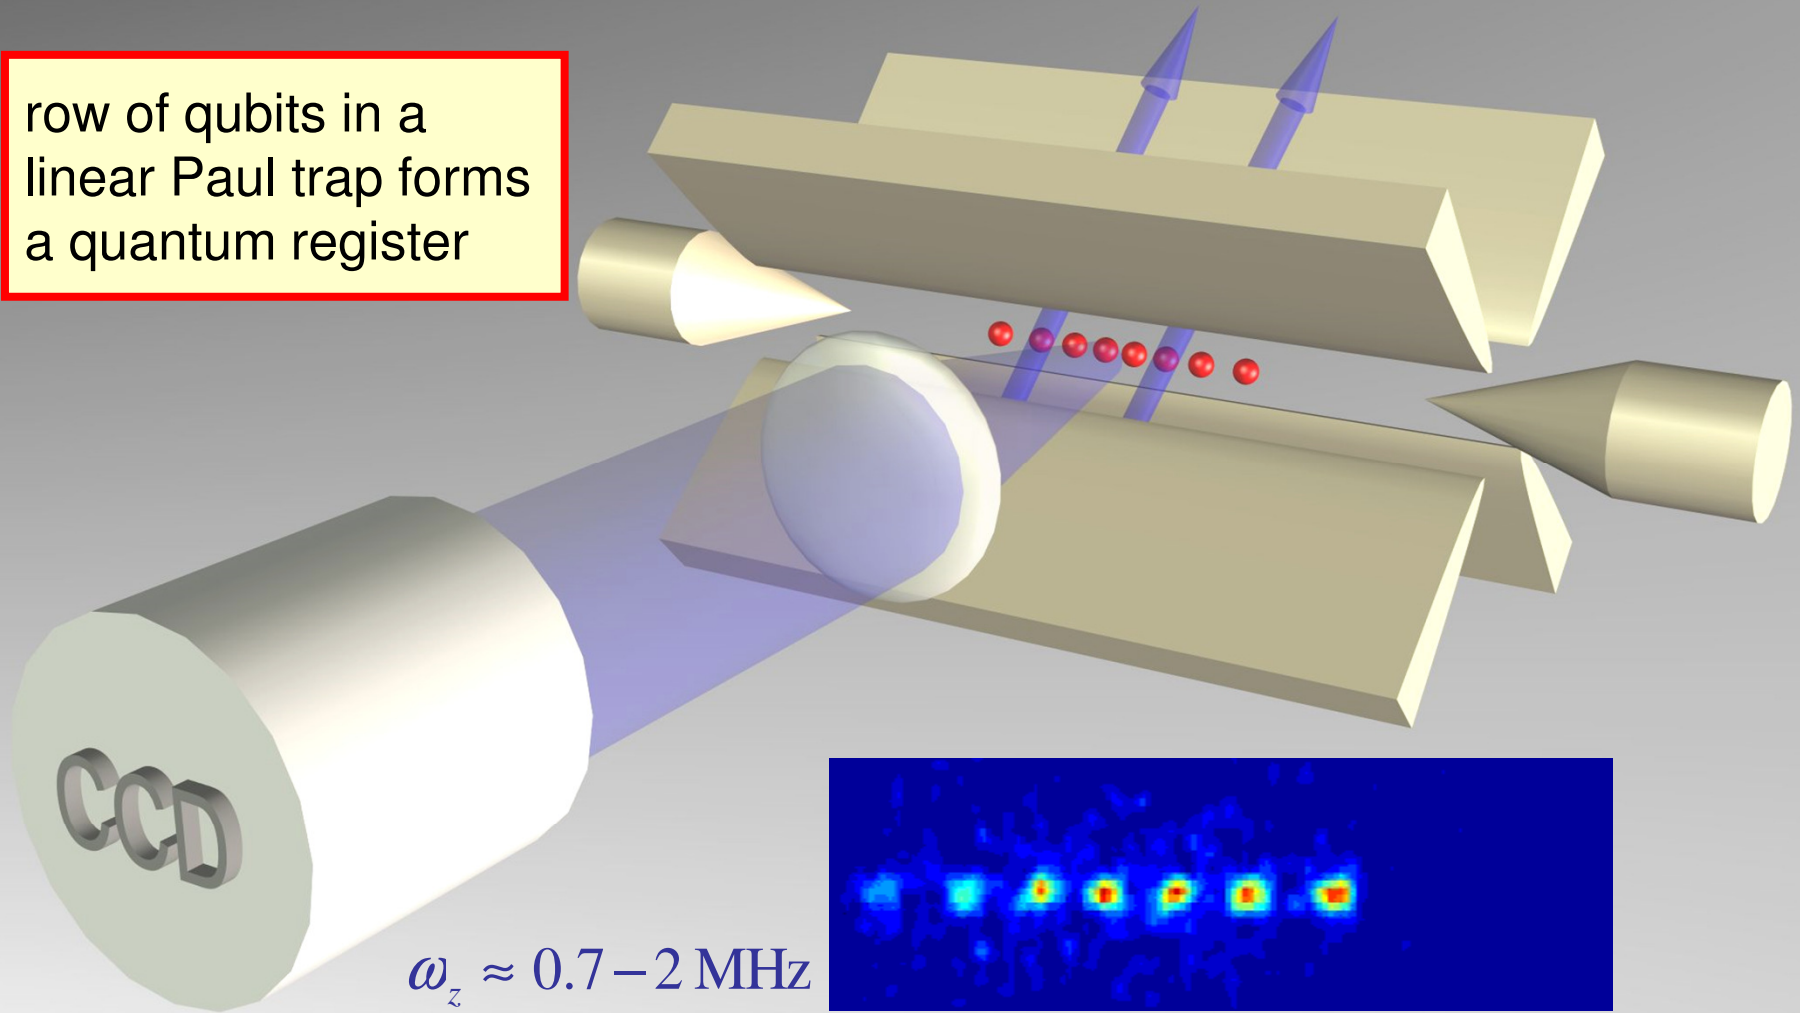 row of qubits in a
linear Paul trap forms
a quantum register
CCD
ω_z ≈ 0.7 – 2 MHz